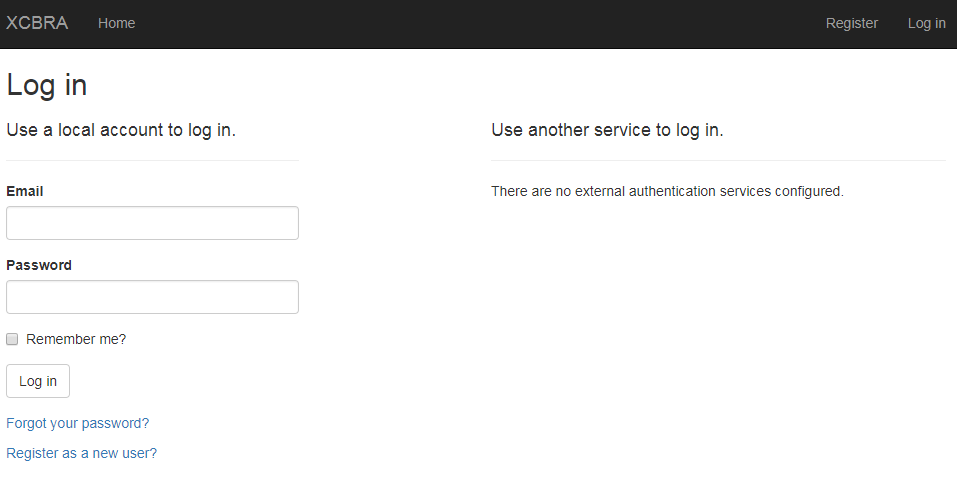 XCBRA Home Register Log in
Log in
Use a local account to log in.
Use another service to log in.
There are no external authentication services configured.
Email
Password
Remember me?
Log in
Forgot your password?
Register as a new user?